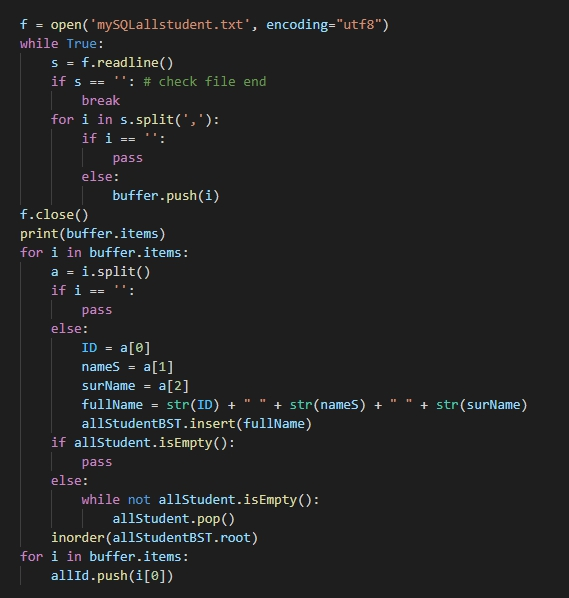 f = open('mySQLallstudent.txt', encoding="utf8")
while True:
    s = f.readline()
    if s == '': # check file end
        break
    for i in s.split(','):
        if i == '':
            pass
        else:
            buffer.push(i)
f.close()
print(buffer.items)
for i in buffer.items:
    a = i.split()
    if i == '':
        pass
    else:
        ID = a[0]
        nameS = a[1]
        surName = a[2]
        fullName = str(ID) + " " + str(nameS) + " " + str(surName)
        allStudentBST.insert(fullName)
    if allStudent.isEmpty():
        pass
    else:
        while not allStudent.isEmpty():
            allStudent.pop()
    inorder(allStudentBST.root)
for i in buffer.items:
    allId.push(i[0])